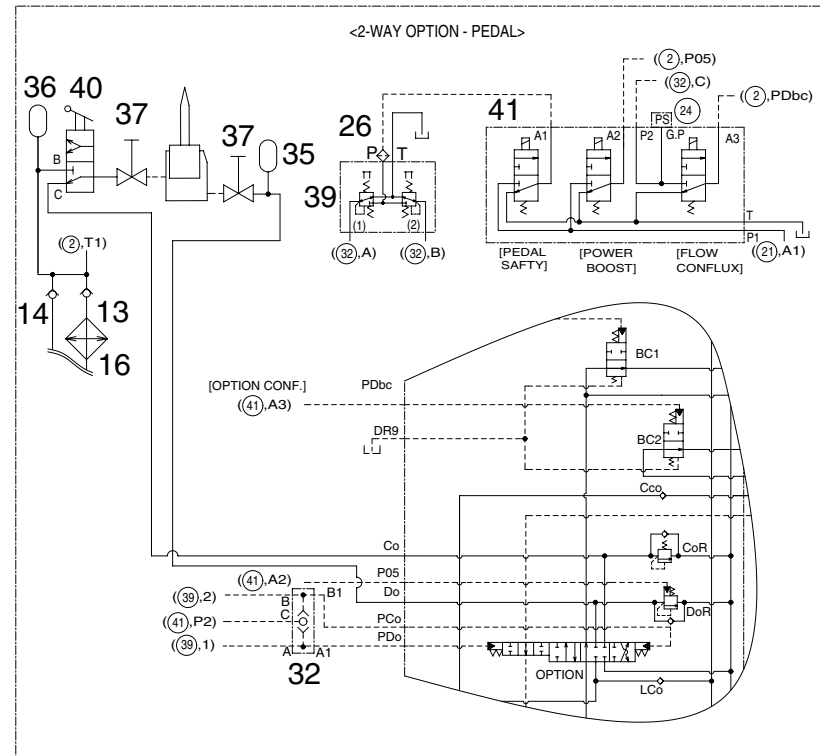 <2-WAY OPTION - PEDAL>
36
40
37
B
C
37
35
((2),T1)
14
13
16
26
P
T
39
(1)
(2)
((32),A)
((32),B)
((2),P05)
((32),C)
PS
(24)
((2),PDbc)
41
A1
A2
P2
G.P
A3
T
P1
((21),A1)
[PEDAL
SAFTY]
[POWER
BOOST]
[FLOW
CONFLUX]
BC1
[OPTION CONF.]
PDbc
((41),A3)
DR9
BC2
Cco
Co
CoR
((41),A2)
P05
Do
DoR
((39),2)
B
B1
PCo
((41),P2)
C
((39),1)
PDo
A
A1
32
OPTION
LCo